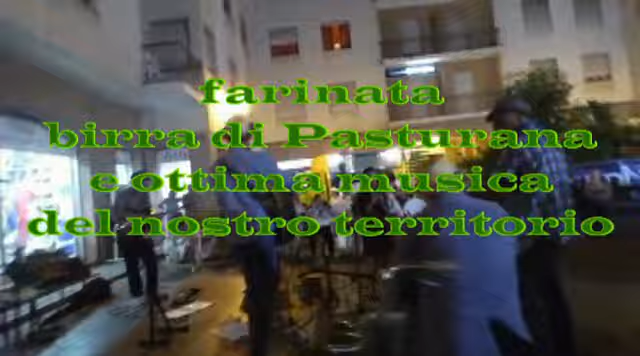 farinata
birra di Pasturana
e ottima musica
del nostro territorio